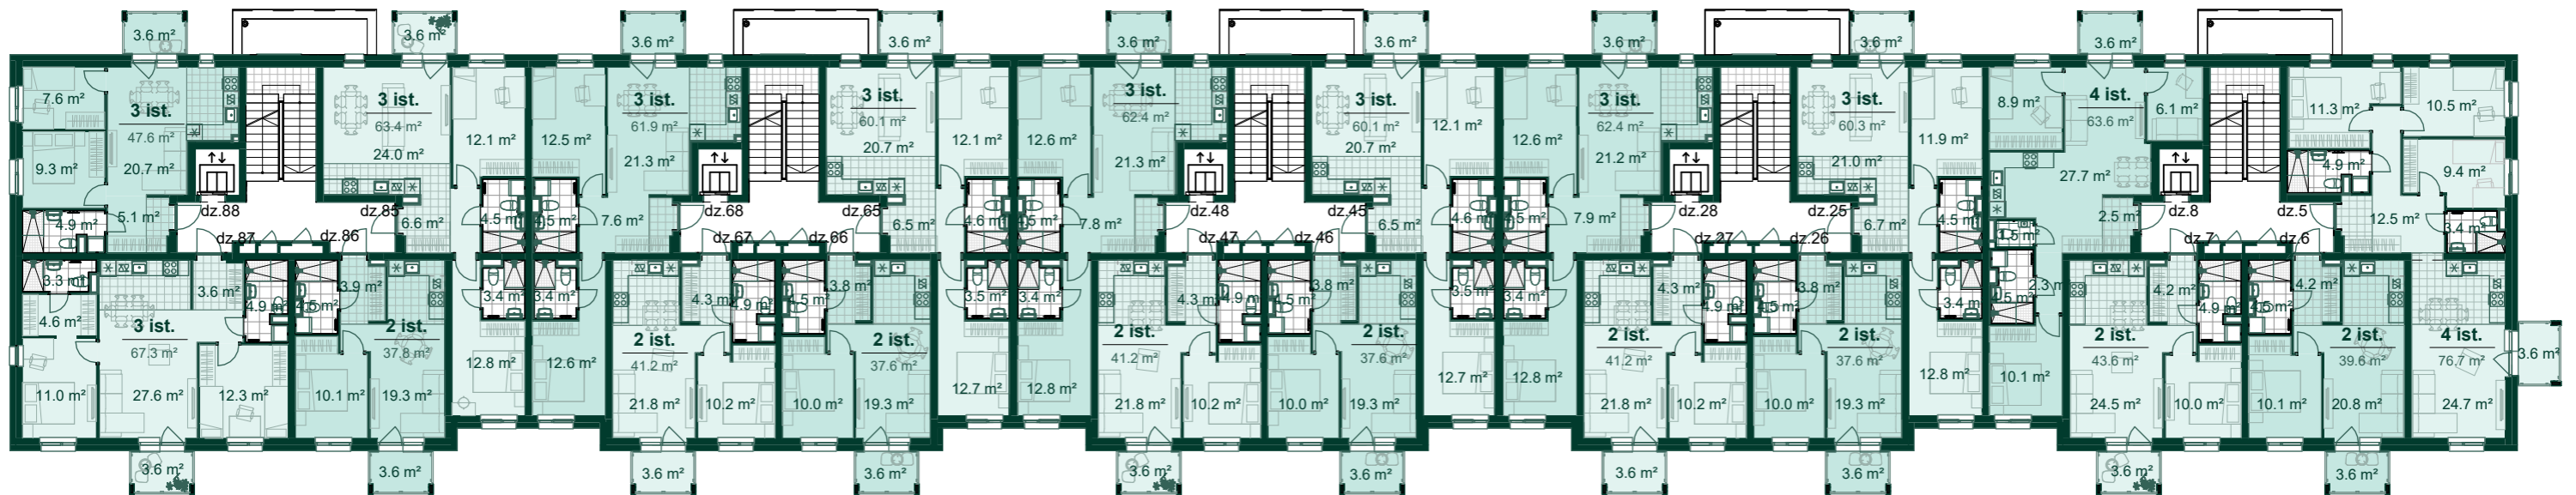 3.6 m²
3.6 m²
3.6 m²
3.6 m²
3.6 m²
3.6 m²
3.6 m²
3.6 m²
3.6 m²
7.6 m²
3 ist.
47.6 m²
9.3 m²
20.7 m²
5.1 m²
4.9 m²
dz.88
3 ist.
63.4 m²
24.0 m²
12.1 m²
dz.85
6.6 m²
4.5 m²
dz.87
dz.86
3.3 m²
4.6 m²
3.6 m²
4.9 m²
4.5 m²
3.9 m²
3 ist.
67.3 m²
11.0 m²
27.6 m²
12.3 m²
2 ist.
37.8 m²
10.1 m²
19.3 m²
3.4 m²
12.8 m²
3.6 m²
3.6 m²
12.5 m²
3 ist.
61.9 m²
21.3 m²
4.5 m²
7.6 m²
dz.68
3 ist.
60.1 m²
20.7 m²
12.1 m²
dz.65
6.5 m²
4.6 m²
dz.67
dz.66
3.4 m²
12.6 m²
4.3 m²
4.9 m²
4.5 m²
3.8 m²
2 ist.
41.2 m²
21.8 m²
10.2 m²
2 ist.
37.6 m²
10.0 m²
19.3 m²
3.5 m²
12.7 m²
3.6 m²
3.6 m²
12.6 m²
3 ist.
62.4 m²
21.3 m²
4.5 m²
7.8 m²
dz.48
3 ist.
60.1 m²
20.7 m²
12.1 m²
dz.45
6.5 m²
4.6 m²
dz.47
dz.46
3.4 m²
12.8 m²
4.3 m²
4.9 m²
4.5 m²
3.8 m²
2 ist.
41.2 m²
21.8 m²
10.2 m²
2 ist.
37.6 m²
10.0 m²
19.3 m²
3.5 m²
12.7 m²
3.6 m²
3.6 m²
12.6 m²
3 ist.
62.4 m²
21.2 m²
4.5 m²
7.9 m²
dz.28
3 ist.
60.3 m²
21.0 m²
11.9 m²
dz.25
6.7 m²
4.5 m²
dz.27
dz.26
3.4 m²
12.8 m²
4.3 m²
4.9 m²
4.5 m²
3.8 m²
2 ist.
41.2 m²
21.8 m²
10.2 m²
2 ist.
37.6 m²
10.0 m²
19.3 m²
3.4 m
12.8 m²
3.6 m²
3.6 m²
8.9 m²
4 ist.
63.6 m²
6.1 m²
27.7 m²
2.5 m²
1.5 m²
2.3 m
10.1 m²
dz.8
dz.5
dz.7
dz.6
11.3 m²
10.5 m²
4.9 m²
9.4 m²
12.5 m²
3.4 m²
4.2 m²
4.9 m²
4.5 m²
4.2 m²
2 ist.
43.6 m²
24.5 m²
10.0 m²
2 ist.
39.6 m²
10.1 m²
20.8 m²
4 ist.
76.7 m²
24.7 m²
3.6 m²
3.6 m²
3.6 m²